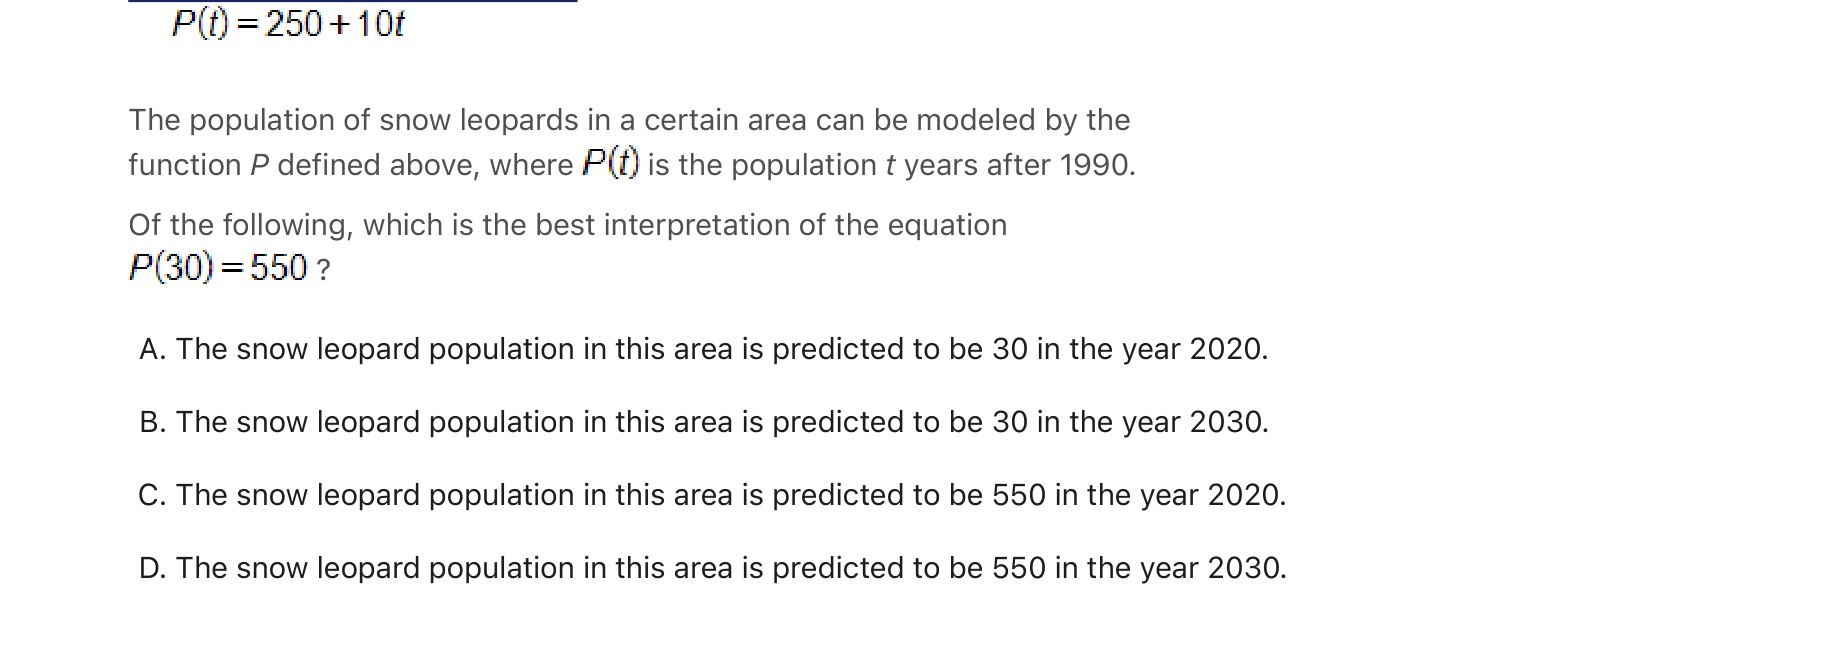 P(t) = 250 + 10t
The population of snow leopards in a certain area can be modeled by the
function P defined above, where P(t) is the population t years after 1990.
Of the following, which is the best interpretation of the equation
P(30) = 550 ?
A. The snow leopard population in this area is predicted to be 30 in the year 2020.
B. The snow leopard population in this area is predicted to be 30 in the year 2030.
C. The snow leopard population in this area is predicted to be 550 in the year 2020.
D. The snow leopard population in this area is predicted to be 550 in the year 2030.